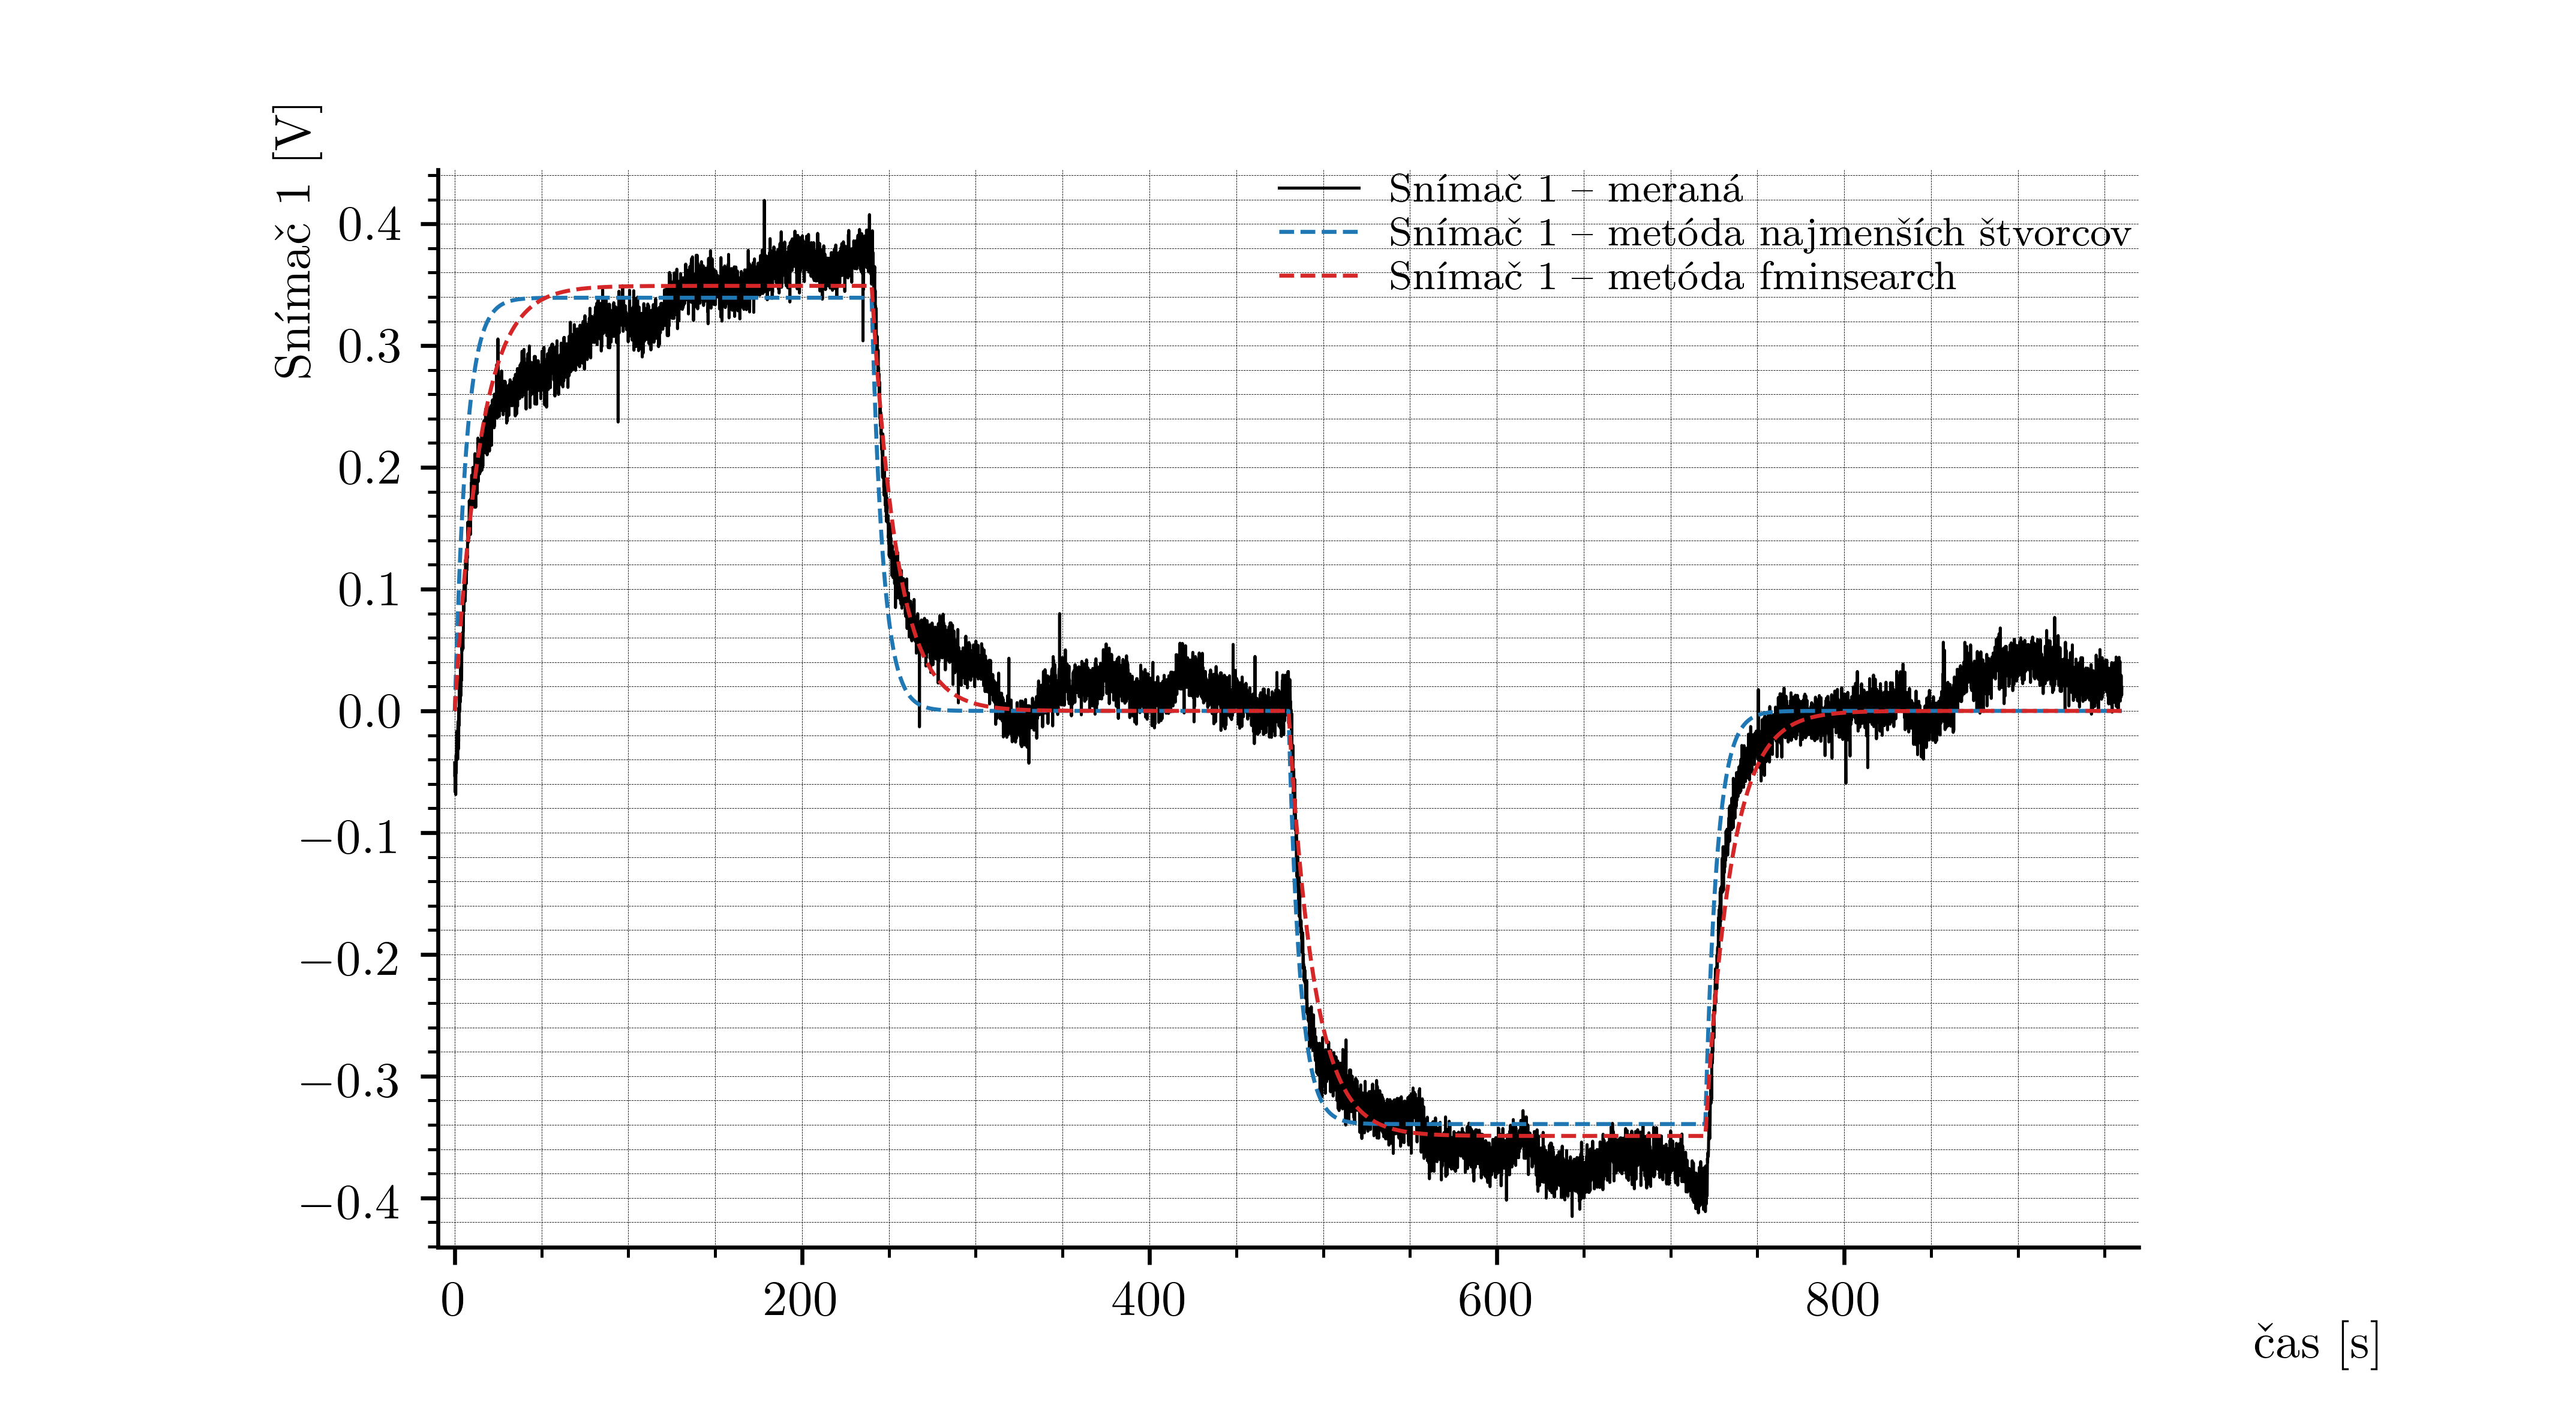 Snímač 1 [V]
Snímač 1 – meraná
Snímač 1 – metóda najmenších štvorcov
Snímač 1 – metóda fminsearch
0.4
0.3
0.2
0.1
0.0
−0.1
−0.2
−0.3
−0.4
0 200 400 600 800
čas [s]